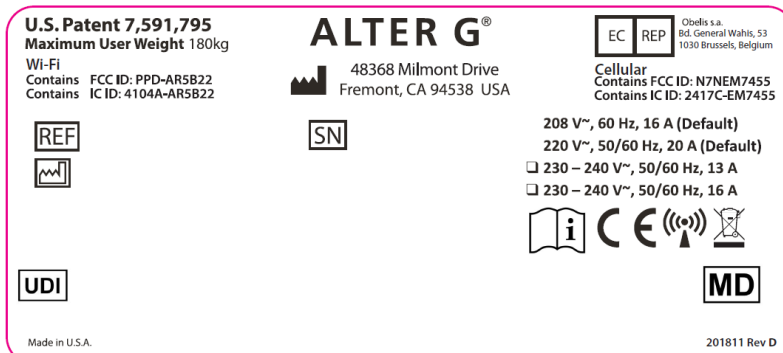 U.S. Patent 7,591,795
Maximum User Weight 180kg
Wi-Fi
Contains FCC ID: PPD-AR5B22
Contains IC ID: 4104A-AR5B22
ALTER G®
48368 Milmont Drive
Fremont, CA 94538 USA
EC REP
Obelis s.a.
Bd. General Wahis, 53
1030 Brussels, Belgium
Cellular
Contains FCC ID: N7NEM7455
Contains IC ID: 2417C-EM7455
REF
SN
208 V~, 60 Hz, 16 A (Default)
220 V~, 50/60 Hz, 20 A (Default)
❑ 230 – 240 V~, 50/60 Hz, 13 A
❑ 230 – 240 V~, 50/60 Hz, 16 A
i CE
UDI
MD
Made in U.S.A.
201811 Rev D